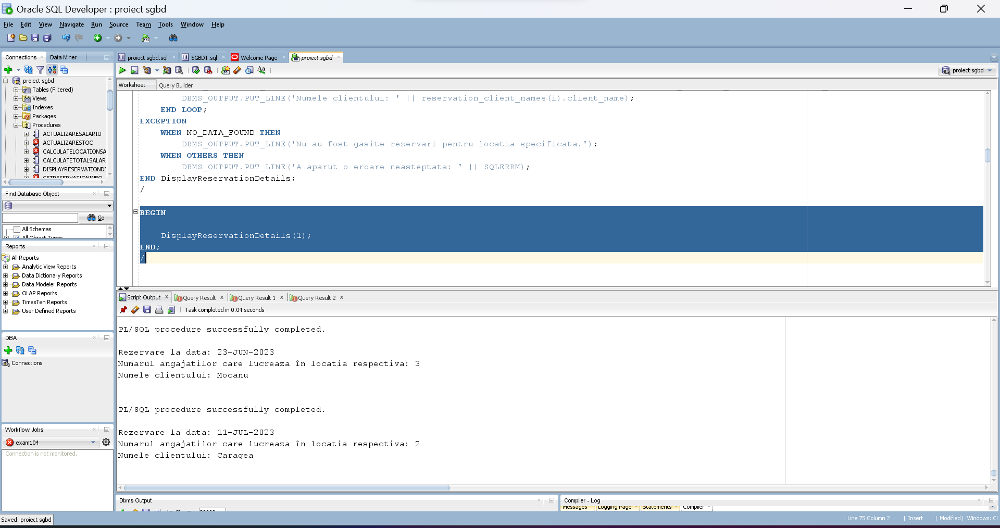 Oracle SQL Developer : proiect sgbd
File Edit View Navigate Run Source Team Tools Window Help
Connections
Data Miner
proiect sgbd.sql
SGBD1.sql
Welcome Page
proiect sgbd
proiect sgbd
Worksheet
Query Builder
proiect sgbd
Tables (Filtered)
Views
Indexes
Packages
Procedures
ACTUALIZARESALARIU
ACTUALIZARESTOC
CALCULATELOCATIONSA
CALCULATETOTALSALAR
DISPLAYRESERVATIONDE
GETRESERVATIONINFO
DBMS_OUTPUT.PUT_LINE('Numele clientului: ' || reservation_client_names(i).client_name);
END LOOP;
EXCEPTION
WHEN NO_DATA_FOUND THEN
DBMS_OUTPUT.PUT_LINE('Nu au fost gasite rezervari pentru locatia specificata.');
WHEN OTHERS THEN
DBMS_OUTPUT.PUT_LINE('A aparut o eroare neasteptata: ' || SQLERRM);
END DisplayReservationDetails;
/
BEGIN
DisplayReservationDetails(1);
END;
/
Find Database Object
Go
All Schemas
All Object Types
Reports
All Reports
Analytic View Reports
Data Dictionary Reports
Data Modeler Reports
OLAP Reports
TimesTen Reports
User Defined Reports
DBA
Connections
Workflow Jobs
exam104
Connection is not monitored.
Script Output
Query Result
Query Result 1
Query Result 2
Task completed in 0.04 seconds
PL/SQL procedure successfully completed.
Rezervare la data: 23-JUN-2023
Numarul angajatilor care lucreaza în locatia respectiva: 3
Numele clientului: Mocanu
PL/SQL procedure successfully completed.
Rezervare la data: 11-JUL-2023
Numarul angajatilor care lucreaza în locatia respectiva: 2
Numele clientului: Caragea
Dbms Output
Compiler - Log
Messages
Logging Page
Statements
Compiler
Saved: proiect sgbd
Line 75 Column 2
Insert
Modified
Windows: Cl